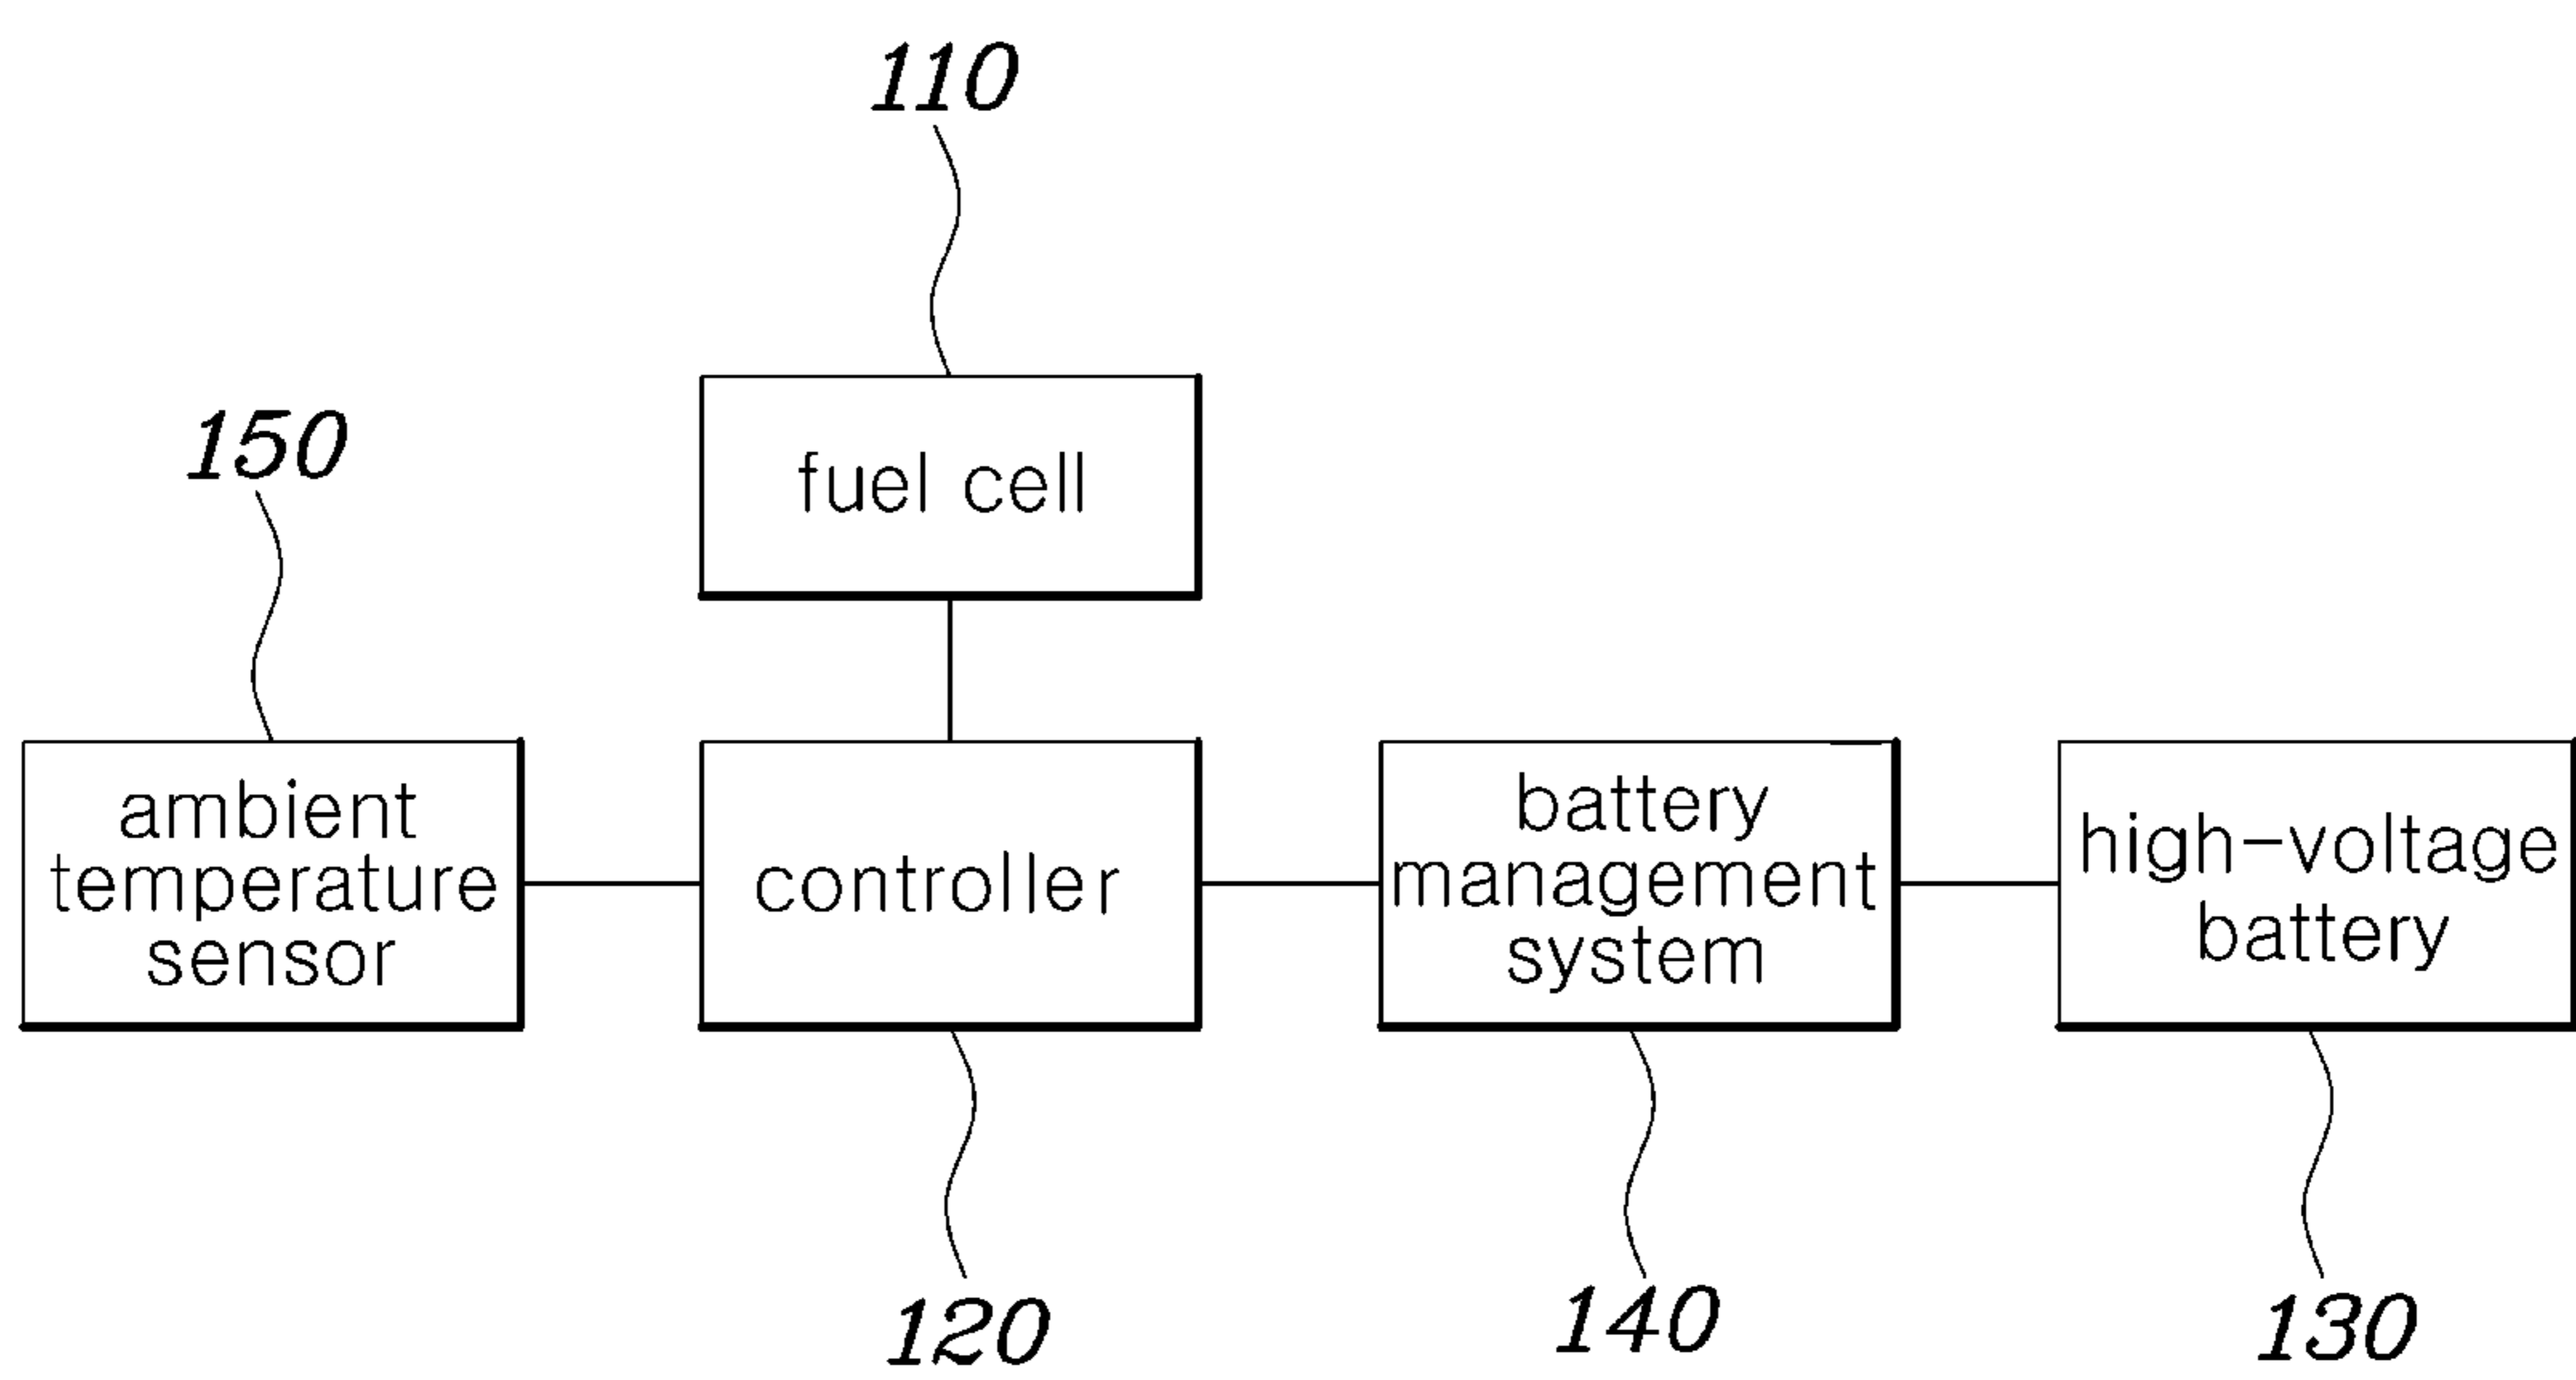 110
150
fuel cell
ambient
temperature
sensor
controller
battery
management
system
high-voltage
battery
120
140
130